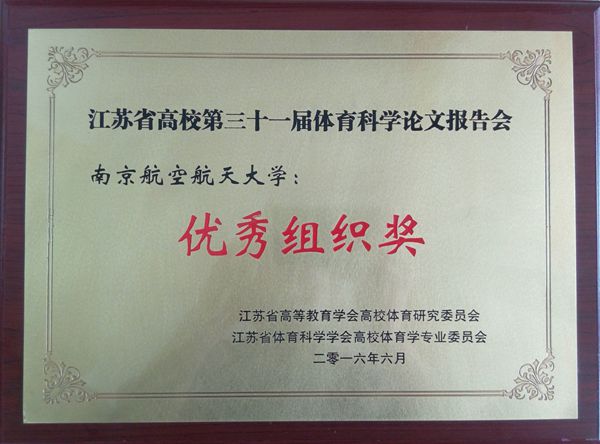 江苏省高校第三十一届体育科学论文报告会
南京航空航天大学：
优秀组织奖
江苏省高等教育学会高校体育研究委员会
江苏省体育科学学会高校体育学专业委员会
二零一六年六月